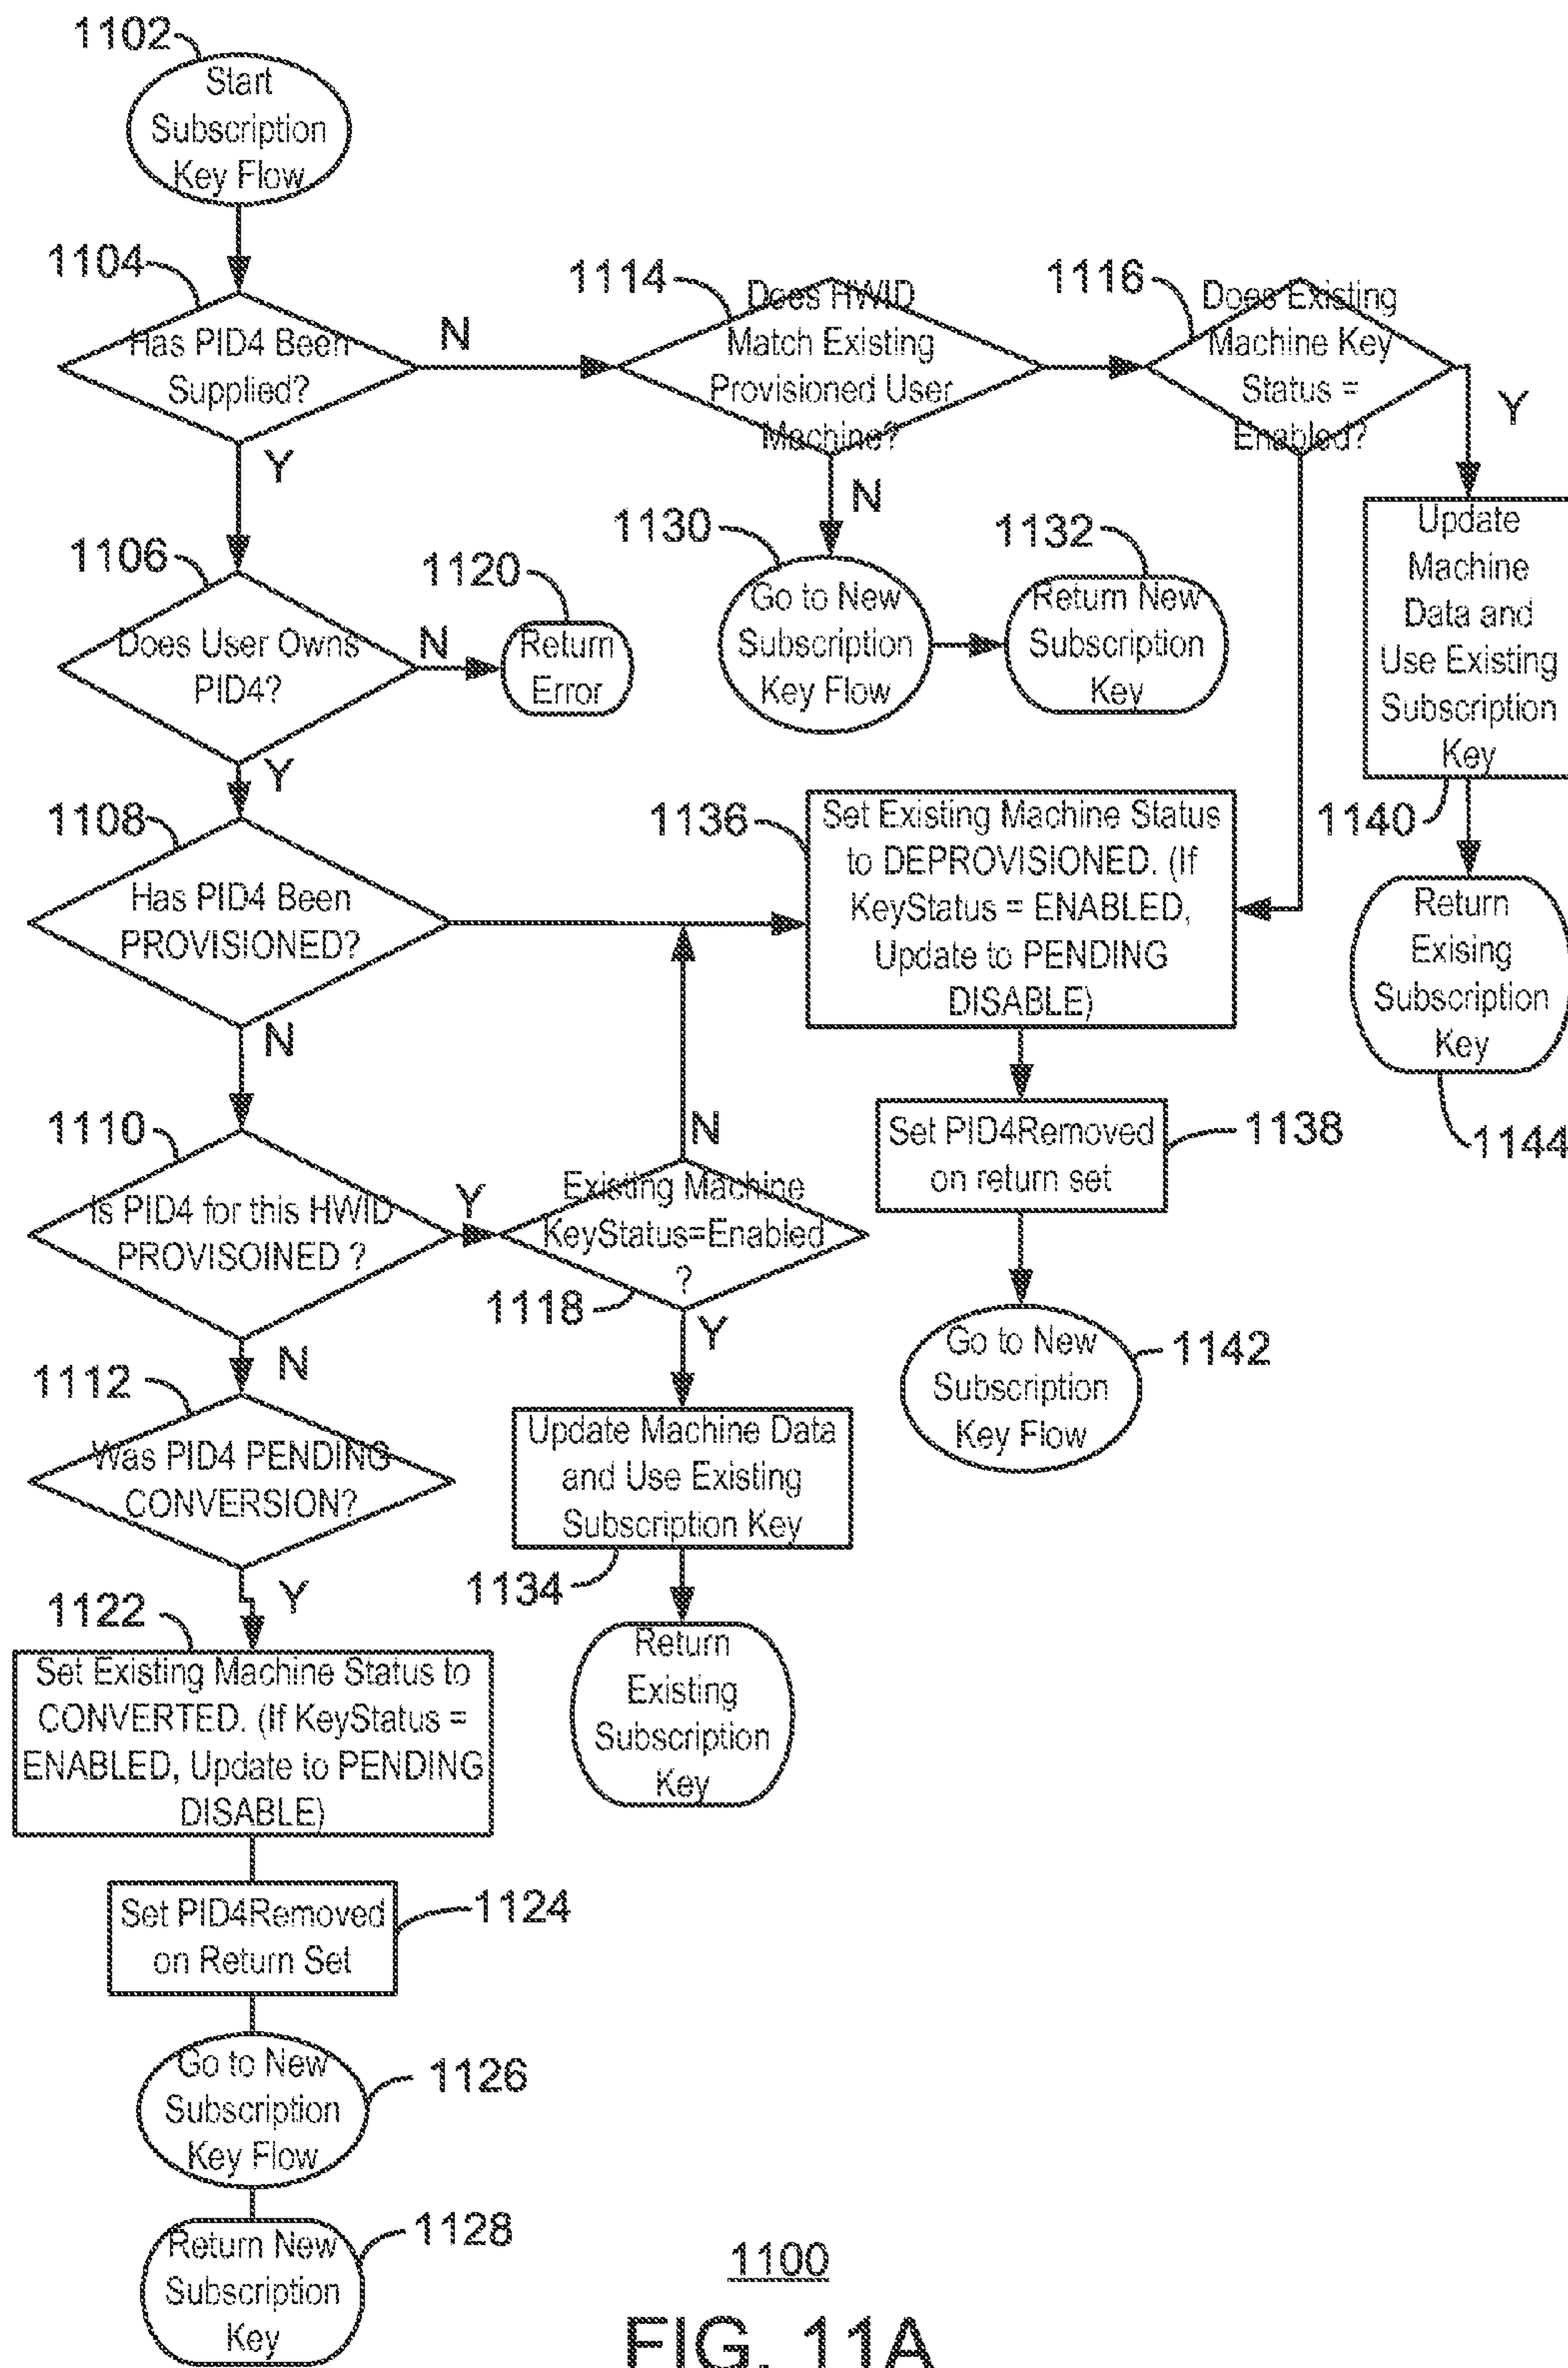 1102
Start
Subscription
Key Flow
1104
Has PID4 Been
Supplied?
N
Y
1114
Does HWID
Match Existing
Provisioned User
Machine?
N
1116
Does Existing
Machine Key
Status =
Enabled?
Y
1106
Does User Owns
PID4?
N
Y
1120
Return
Error
1130
Go to New
Subscription
Key Flow
1132
Return New
Subscription
Key
Update
Machine
Data and
Use Existing
Subscription
Key
1140
1108
Has PID4 Been
PROVISIONED?
N
1136
Set Existing Machine Status
to DEPROVISIONED. (If
KeyStatus = ENABLED,
Update to PENDING
DISABLE)
Return
Exising
Subscription
Key
1144
1110
Is PID4 for this HWID
PROVISOINED ?
Y
N
N
Existing Machine
KeyStatus=Enabled
?
1118
Y
Set PID4Removed
on return set
1138
Go to New
Subscription
Key Flow
1142
1112
Was PID4 PENDING
CONVERSION?
Y
Update Machine Data
and Use Existing
Subscription Key
1134
Return
Existing
Subscription
Key
1122
Set Existing Machine Status to
CONVERTED. (If KeyStatus =
ENABLED, Update to PENDING
DISABLE)
Set PID4Removed
on Return Set
1124
Go to New
Subscription
Key Flow
1126
Return New
Subscription
Key
1128
1100
FIG. 11A